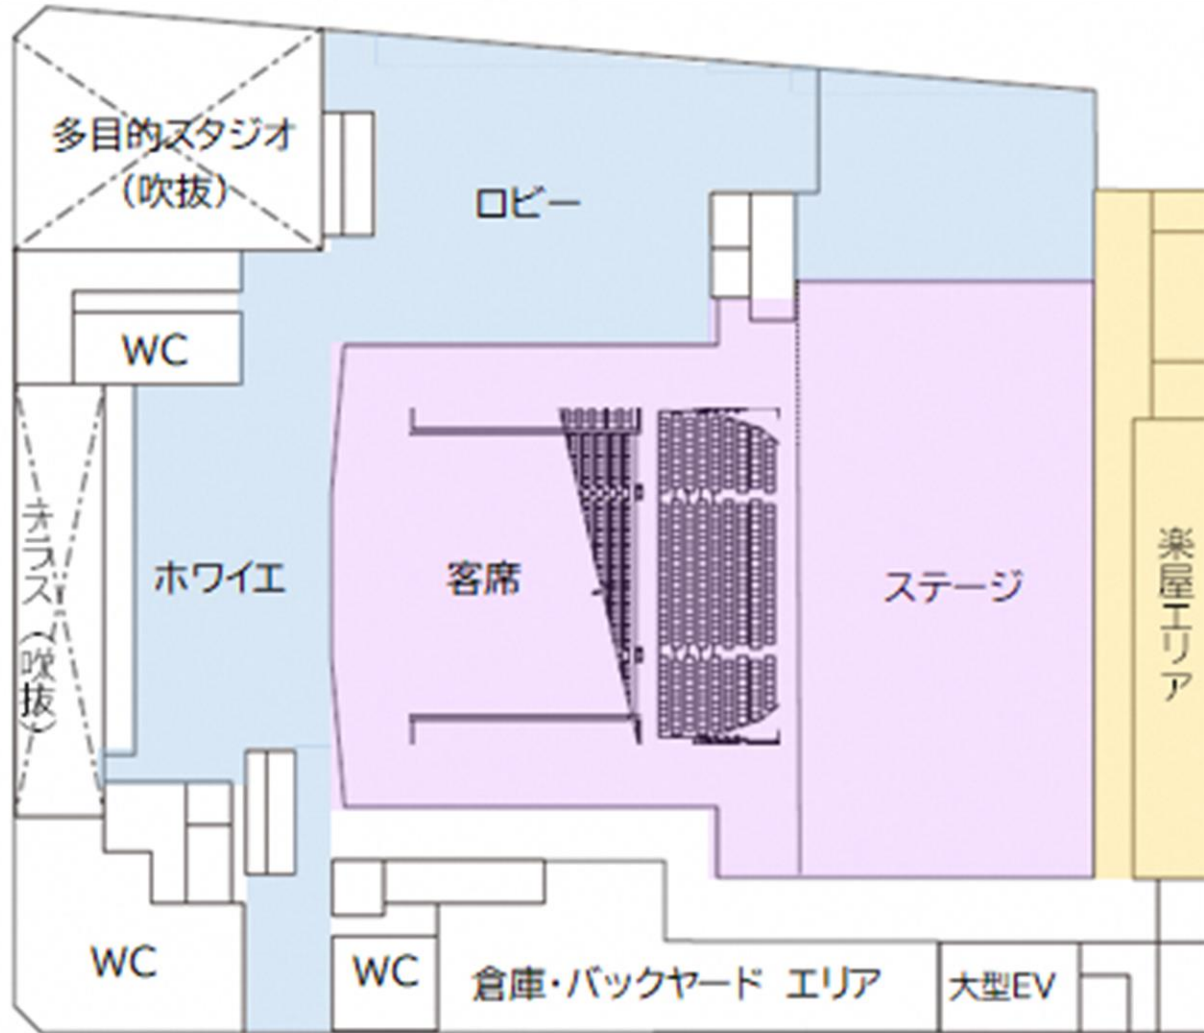 多目的スタジオ
（吹抜）
ロビー
WC
テラス（吹抜）
ホワイエ
客席
ステージ
楽屋エリア
WC
WC
倉庫・バックヤード エリア
大型EV